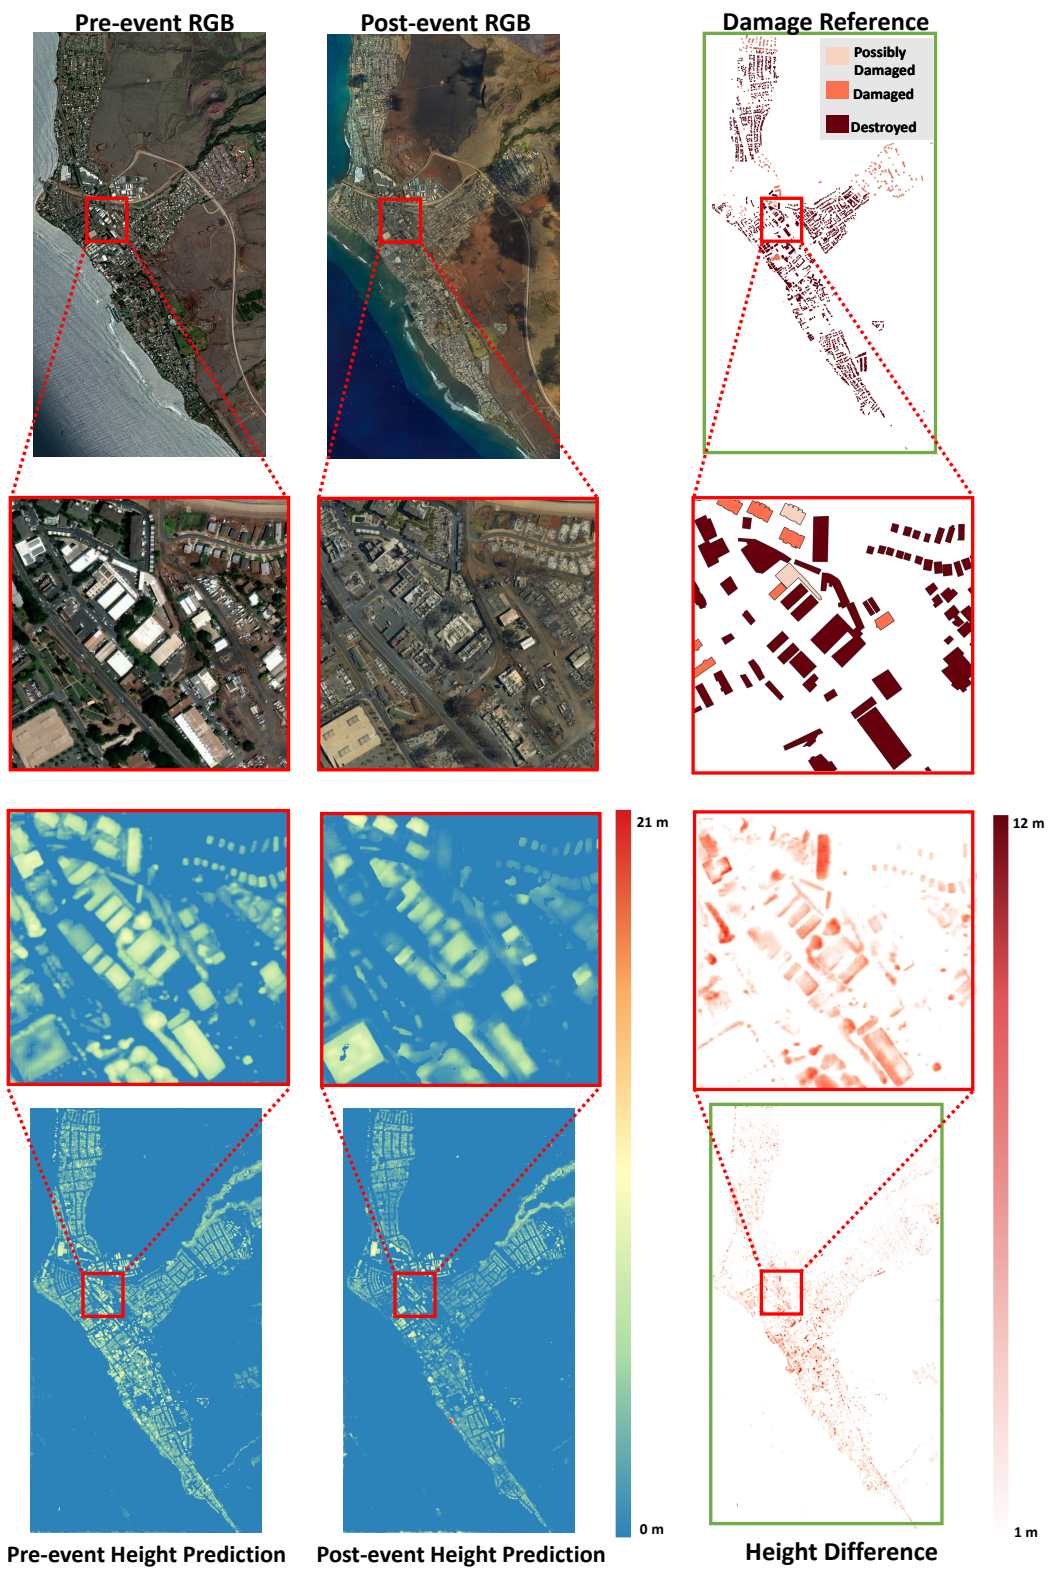 Pre-event RGB
Post-event RGB
Damage Reference
Possibly
Damaged
Damaged
Destroyed
21 m
12 m
0 m
1 m
Pre-event Height Prediction
Post-event Height Prediction
Height Difference